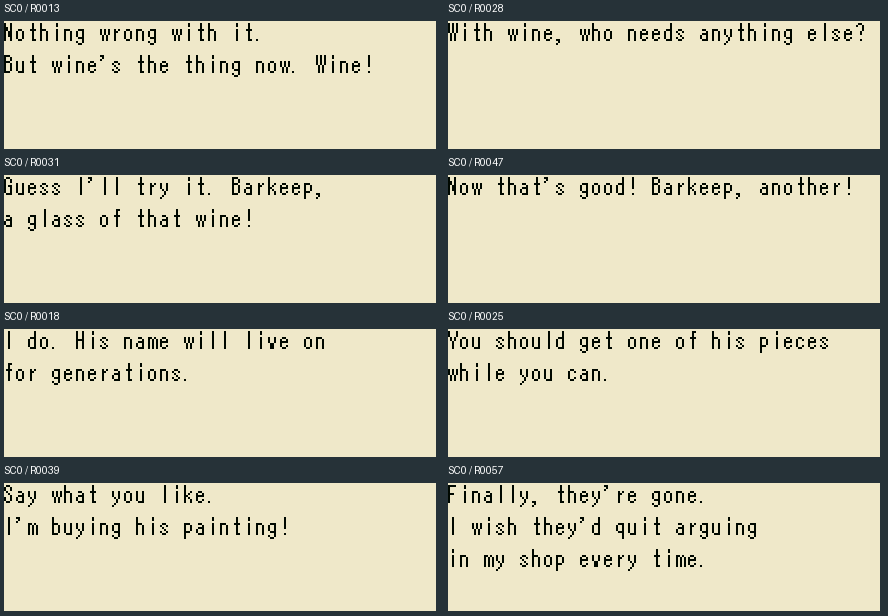 SC0/R0013
Nothing wrong with it.
But wine's the thing now. Wine!
SC0/R0028
With wine, who needs anything else?
SC0/R0031
Guess I'll try it. Barkeep,
a glass of that wine!
SC0/R0047
Now that's good! Barkeep, another!
SC0/R0018
I do. His name will live on
for generations.
SC0/R0025
You should get one of his pieces
while you can.
SC0/R0039
Say what you like.
I'm buying his painting!
SC0/R0057
Finally, they're gone.
I wish they'd quit arguing
in my shop every time.